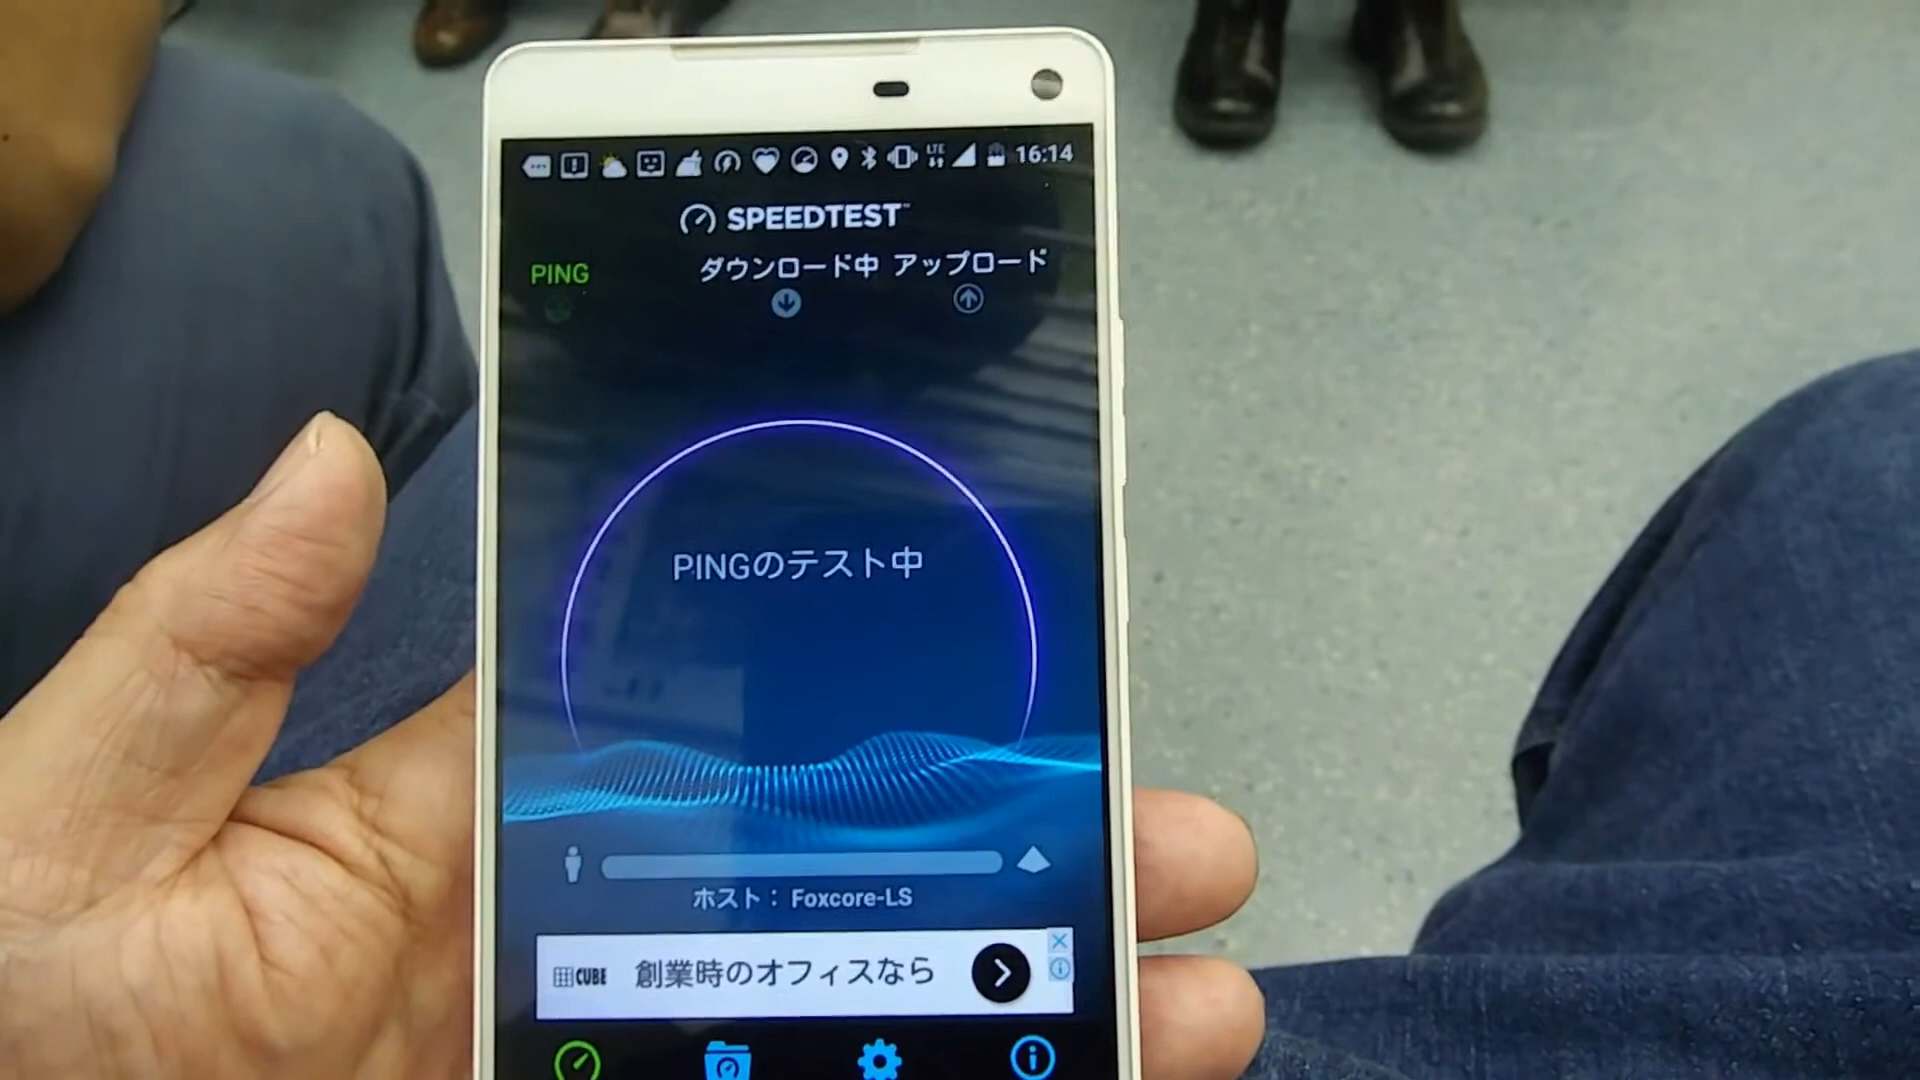 LTE 16:14
SPEEDTEST™
PING ダウンロード中 アップロード
PINGのテスト中
ホスト： Foxcore-LS
CUBE 創業時のオフィスなら